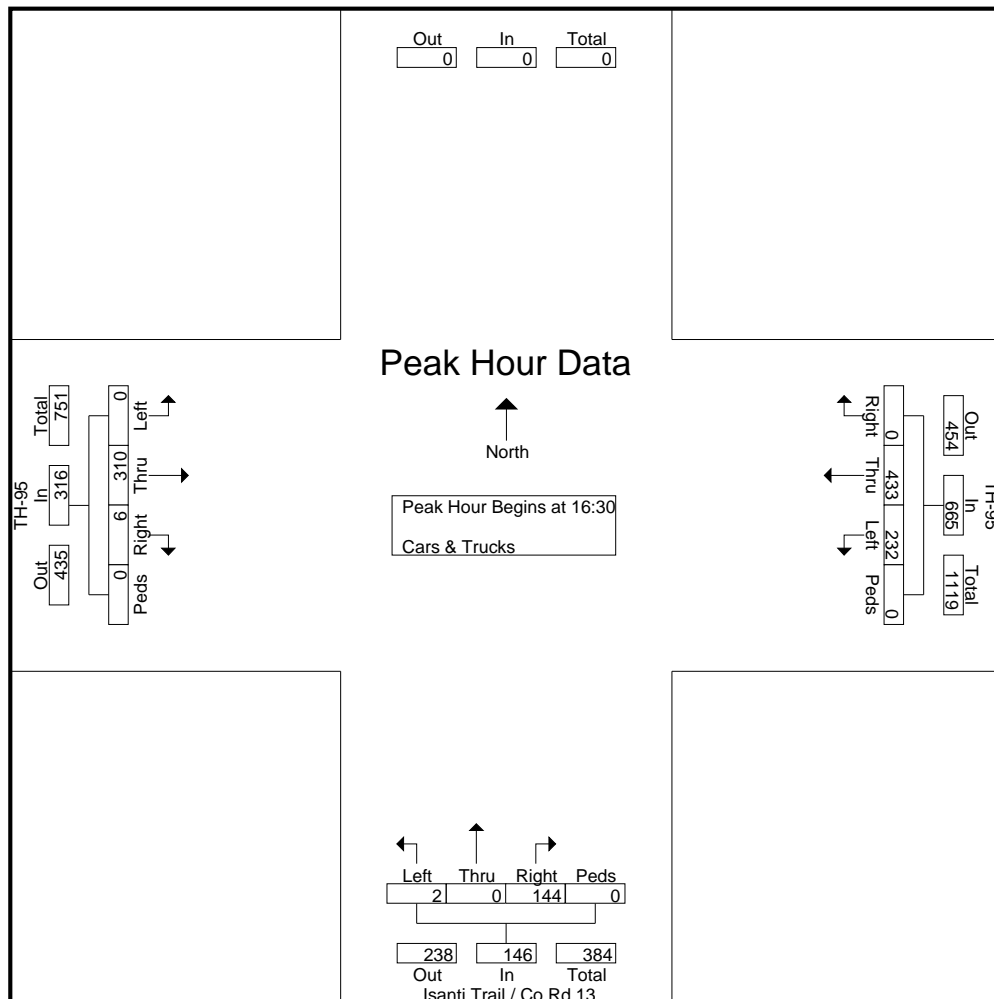 Out In Total
0 0 0
Peak Hour Data
North
Peak Hour Begins at 16:30
Cars & Trucks
TH-95
Total In Out
751 316 435
0 310 6 0
Left Thru Right Peds
Right Thru Left Peds
0 433 232 0
Out In Total
454 665 1119
TH-95
Left Thru Right Peds
2 0 144 0
238 146 384
Out In Total
Isanti Trail / Co Rd 13